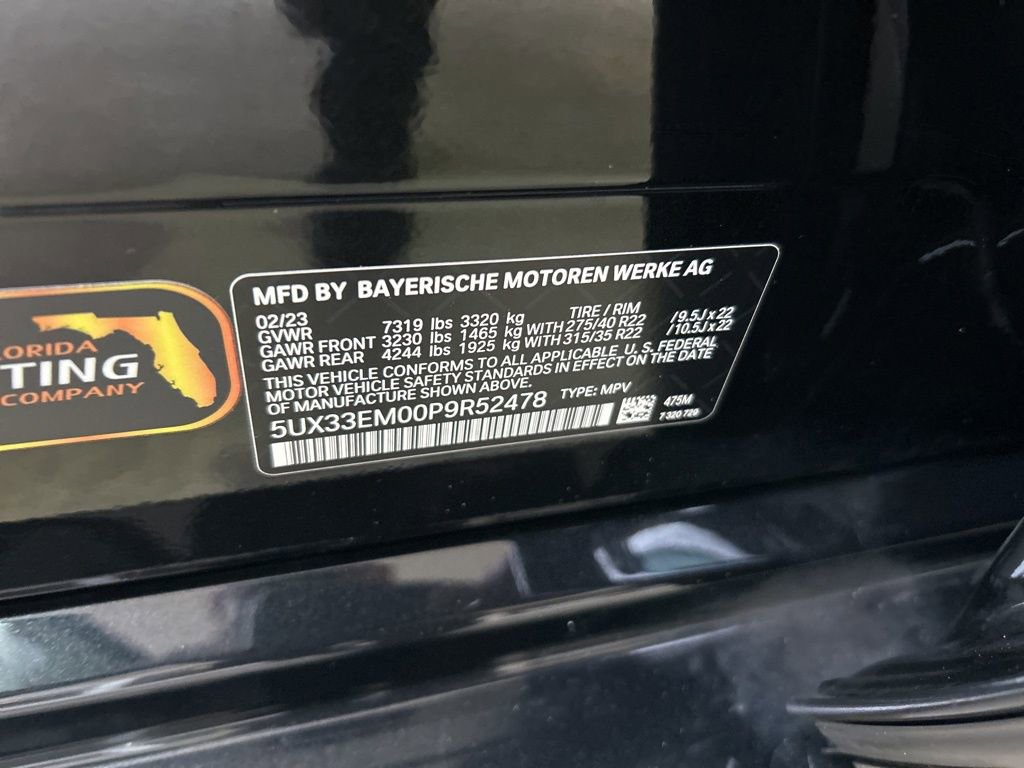 MFD BY BAYERISCHE MOTOREN WERKE AG
02/23 TIRE / RIM
GVWR 7319 lbs 3320 kg
GAWR FRONT 3230 lbs 1465 kg WITH 275/40 R22 /9.5J x 22
GAWR REAR 4244 lbs 1925 kg WITH 315/35 R22 /10.5J x 22
THIS VEHICLE CONFORMS TO ALL APPLICABLE U.S. FEDERAL
MOTOR VEHICLE SAFETY STANDARDS IN EFFECT ON THE DATE
OF MANUFACTURE SHOWN ABOVE.
TYPE: MPV
5UX33EM00P9R52478
475M
7 320 729
LORIDA
TING
COMPANY